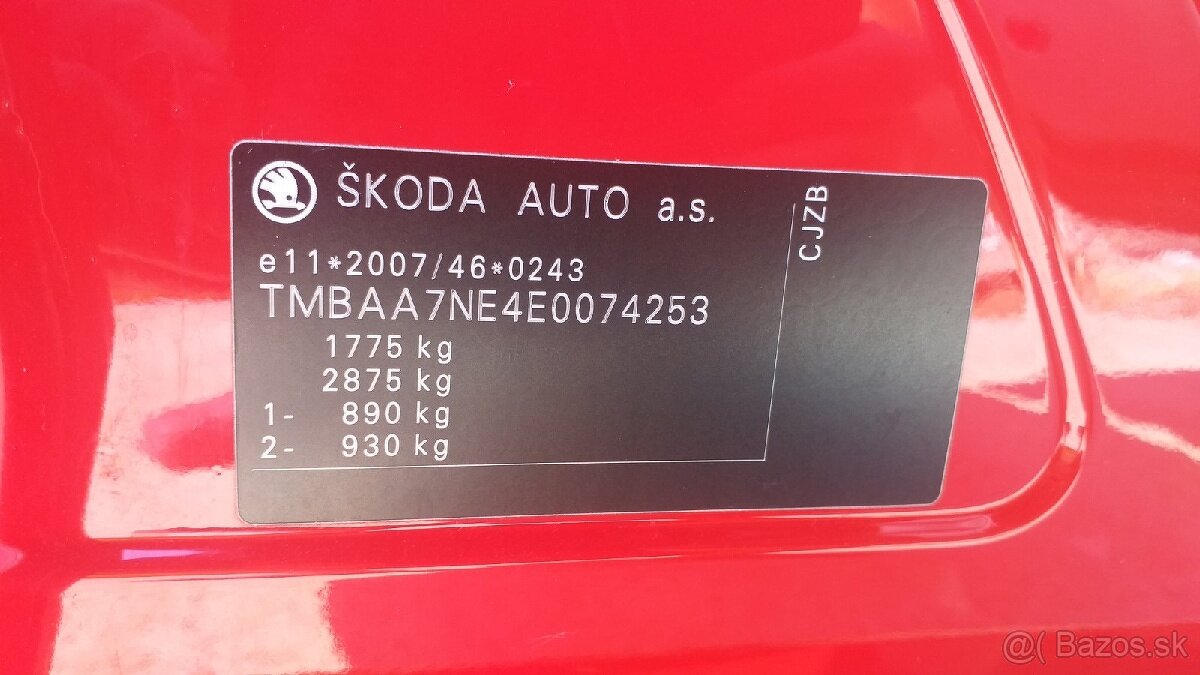 ŠKODA AUTO a.s.
CJZB
e11*2007/46*0243
TMBAA7NE4E0074253
1775 kg
2875 kg
1- 890 kg
2- 930 kg
@( Bazos.sk